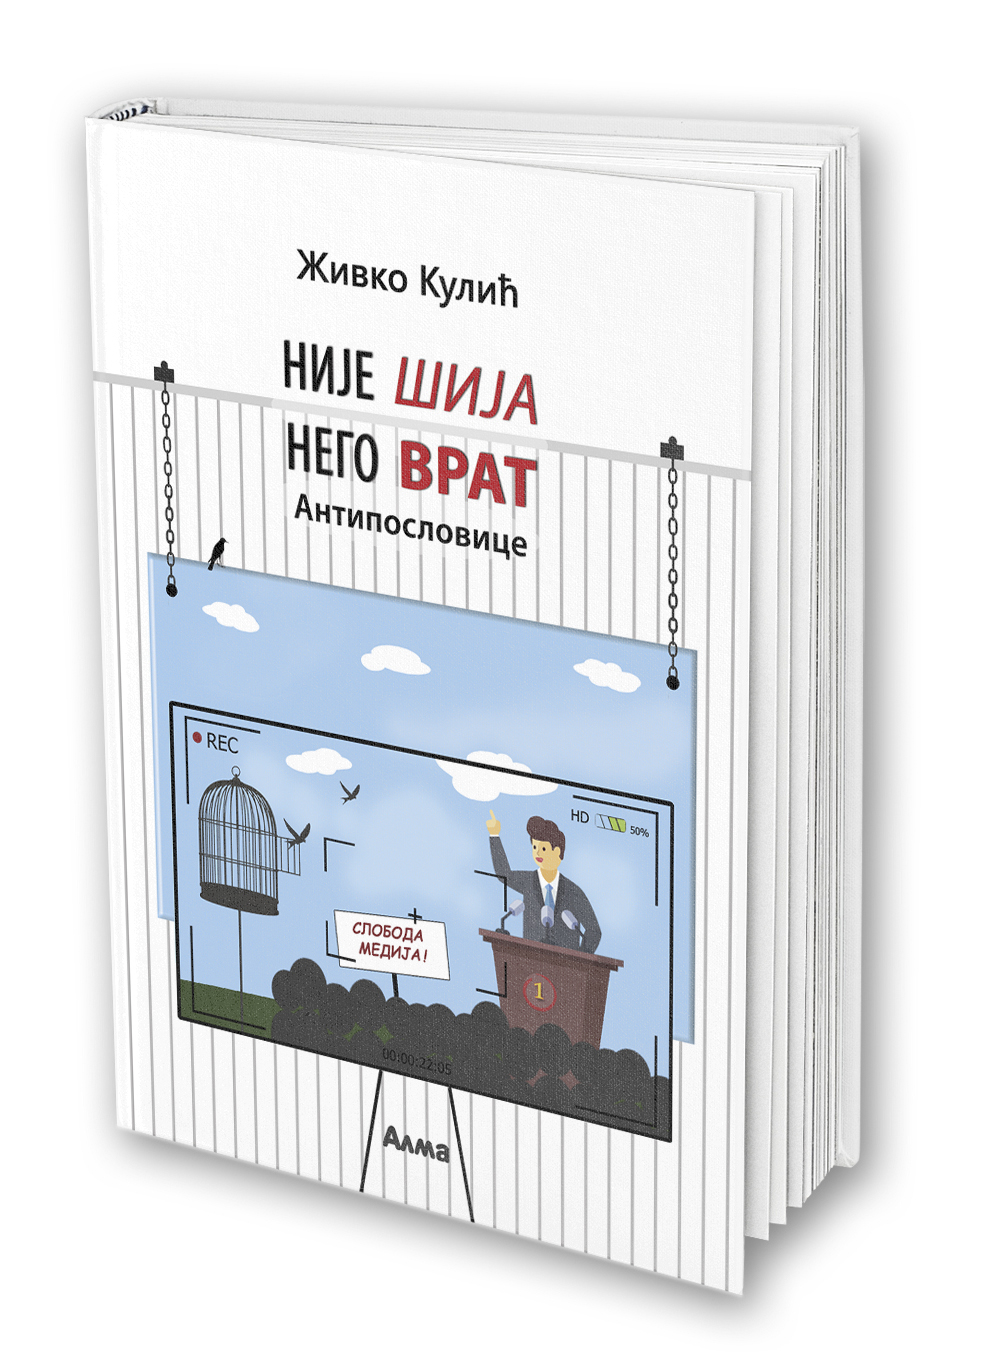 Живко Кулић
НИЈЕ ШИЈА
НЕГО ВРАТ
Антипословице
REC
HD 50%
СЛОБОДА
МЕДИЈА!
1
00:00:22:05
Алма